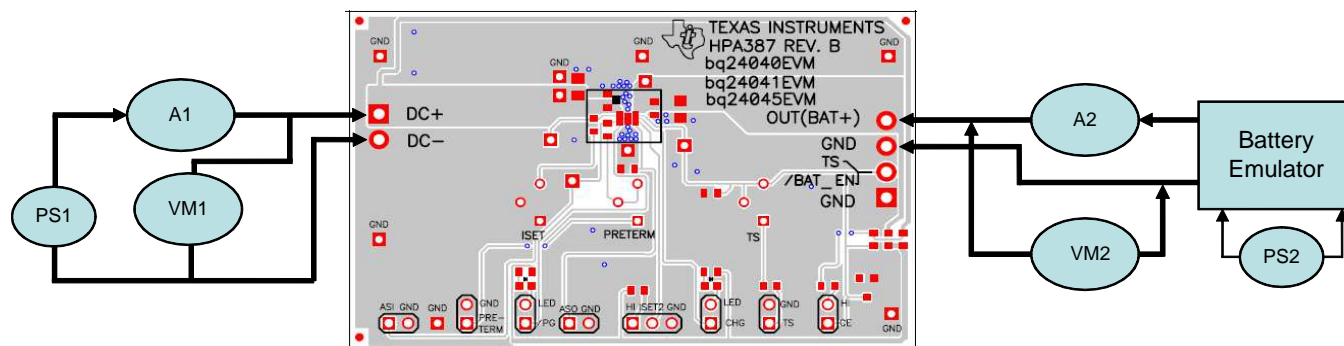 TEXAS INSTRUMENTS
HPA387 REV. B
bq24040EVM
bq24041EVM
bq24045EVM
GND
GND
GND
GND
A1
DC+
DC-
PS1
VM1
OUT(BAT+)
GND
TS
/BAT_EN
GND
A2
Battery
Emulator
VM2
PS2
GND
ISET
PRETERM
TS
ASI GND
GND
GND
PRE-
TERM
LED
/PG
ASO GND
HI ISET2 GND
LED
CHG
GND
TS
HI
CE
GND